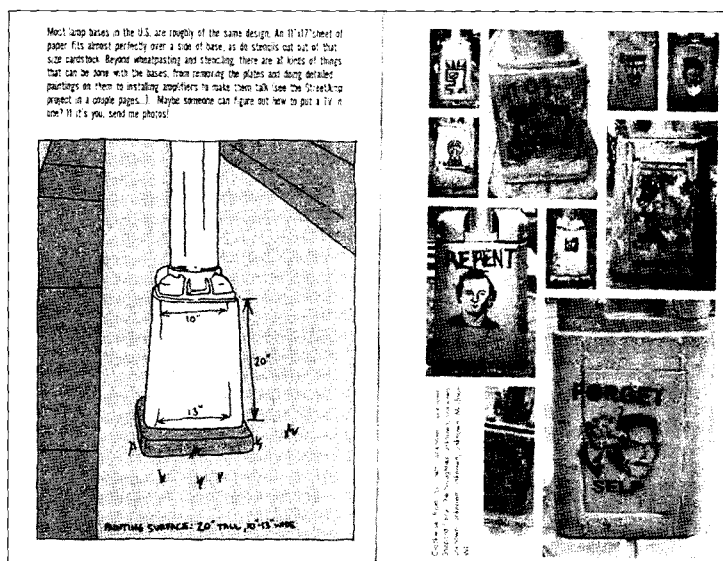 Most lamp bases in the U.S. are roughly of the same design. An 11"x17" sheet of
paper fits almost perfectly over a side of base, as do stencils cut out of that
size cardstock. Beyond wheatpasting and stenciling, there are all kinds of things
that can be done with the bases, from removing the plates and doing detailed
paintings on them to installing amplifiers to make them talk (see the StreetAmp
project in a couple pages...). Maybe someone can figure out how to put a TV in
one? If it's you, send me photos!
10"
20"
13"
PAINTING SURFACE: 20" TALL, 10"-13" WIDE
REPENT
FORGET
SELF